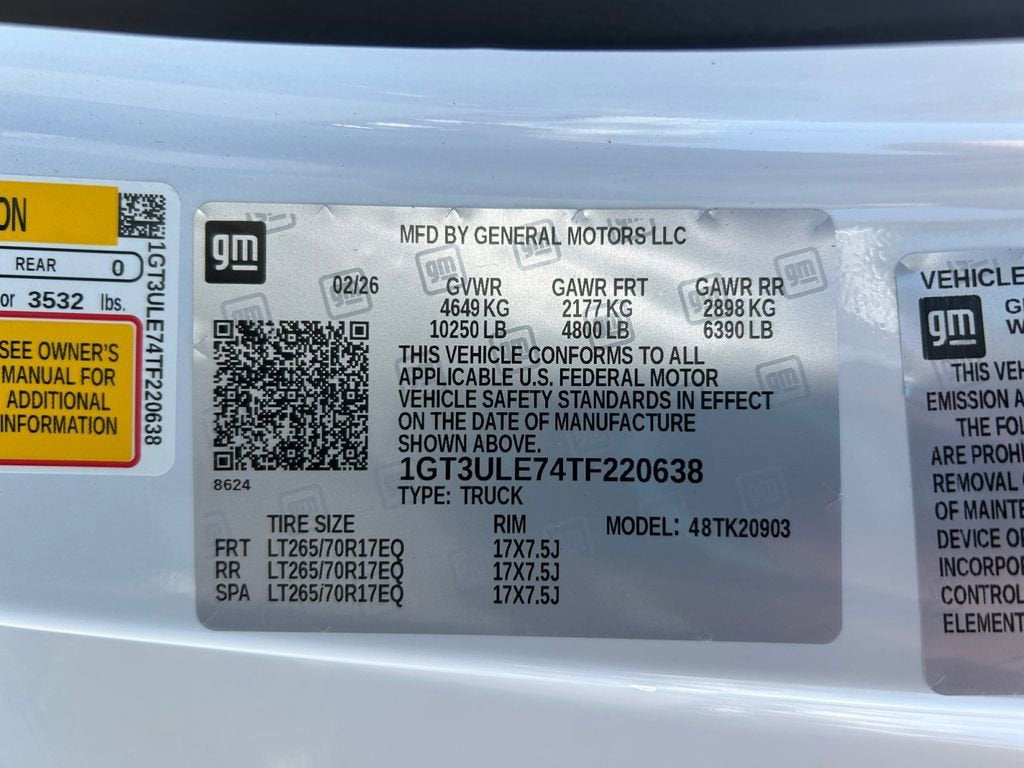 ON
REAR 0
or 3532 lbs.
SEE OWNER'S
MANUAL FOR
ADDITIONAL
INFORMATION
1GT3ULE74TF220638
gm
MFD BY GENERAL MOTORS LLC
02/26 GVWR GAWR FRT GAWR RR
4649 KG 2177 KG 2898 KG
10250 LB 4800 LB 6390 LB
THIS VEHICLE CONFORMS TO ALL
APPLICABLE U.S. FEDERAL MOTOR
VEHICLE SAFETY STANDARDS IN EFFECT
ON THE DATE OF MANUFACTURE
SHOWN ABOVE.
1GT3ULE74TF220638
8624
TYPE: TRUCK
TIRE SIZE RIM MODEL: 48TK20903
FRT LT265/70R17EQ 17X7.5J
RR LT265/70R17EQ 17X7.5J
SPA LT265/70R17EQ 17X7.5J
VEHICLE
gm
THIS VEH
EMISSION A
THE FOL
ARE PROHI
REMOVAL
OF MAINTE
DEVICE OR
INCORPO
CONTROL
ELEMENT